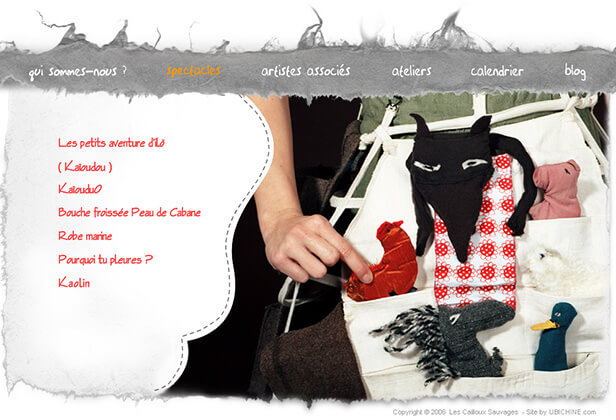 qui sommes-nous ? spectacles artistes associés ateliers calendrier blog
Les petits aventure d'ilô
( Kaloudou )
KalouduO
Bouche froissée Peau de Cabane
Robe marine
Pourquoi tu pleures ?
Kaolin
Copyright © 2006 Les Cailloux Sauvages - Site by UBICHINE.com